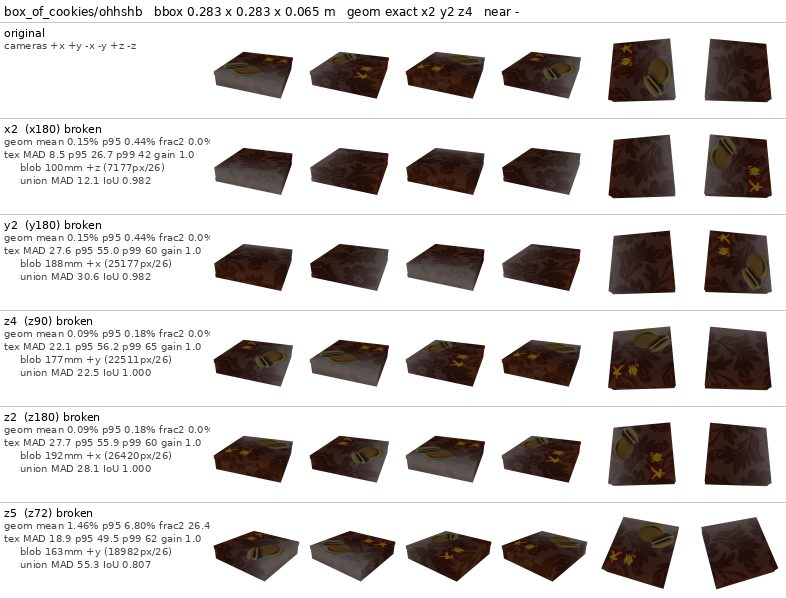 box_of_cookies/ohhshb   bbox 0.283 x 0.283 x 0.065 m   geom exact x2 y2 z4   near -
original
cameras +x +y -x -y +z -z
x2  (x180) broken
geom mean 0.15% p95 0.44% frac2 0.0%
tex MAD 8.5 p95 26.7 p99 42 gain 1.0
blob 100mm +z (7177px/26)
union MAD 12.1 IoU 0.982
y2  (y180) broken
geom mean 0.15% p95 0.44% frac2 0.0%
tex MAD 27.6 p95 55.0 p99 60 gain 1.0
blob 188mm +x (25177px/26)
union MAD 30.6 IoU 0.982
z4  (z90) broken
geom mean 0.09% p95 0.18% frac2 0.0%
tex MAD 22.1 p95 56.2 p99 65 gain 1.0
blob 177mm +y (22511px/26)
union MAD 22.5 IoU 1.000
z2  (z180) broken
geom mean 0.09% p95 0.18% frac2 0.0%
tex MAD 27.7 p95 55.9 p99 60 gain 1.0
blob 192mm +x (26420px/26)
union MAD 28.1 IoU 1.000
z5  (z72) broken
geom mean 1.46% p95 6.80% frac2 26.4
tex MAD 18.9 p95 49.5 p99 62 gain 1.0
blob 163mm +y (18982px/26)
union MAD 55.3 IoU 0.807